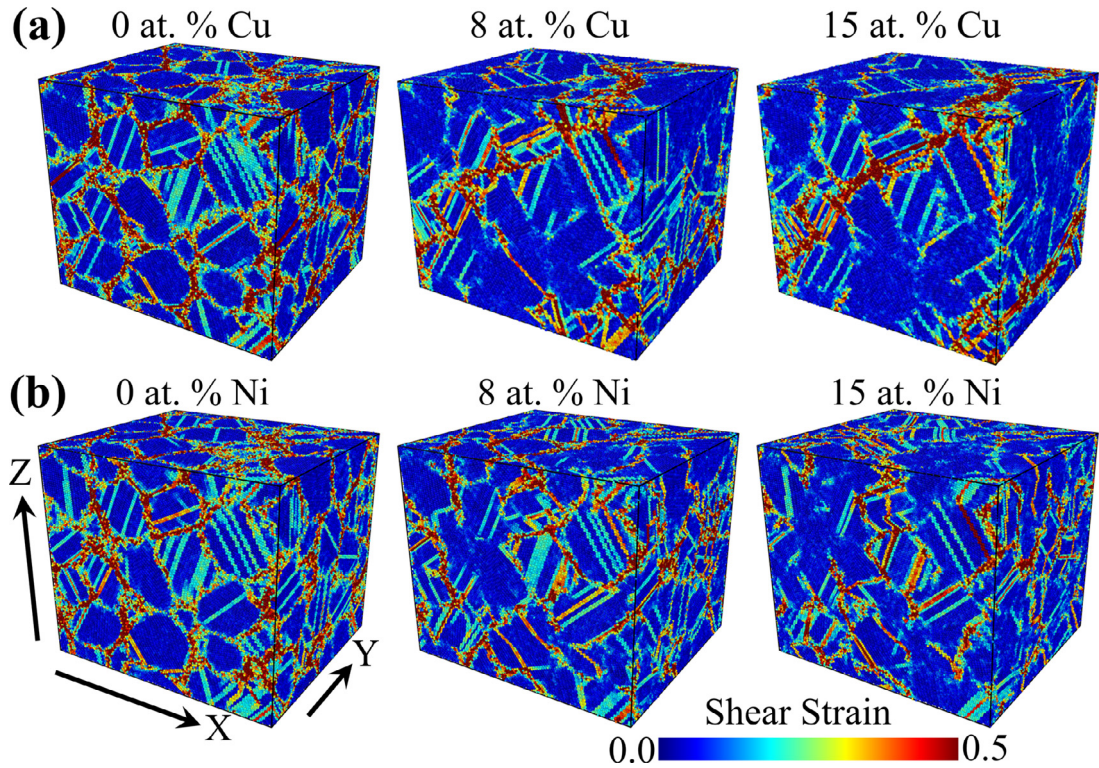 (a) 0 at. % Cu 8 at. % Cu 15 at. % Cu
(b) 0 at. % Ni 8 at. % Ni 15 at. % Ni
Z
Y
X
Shear Strain
0.0 0.5